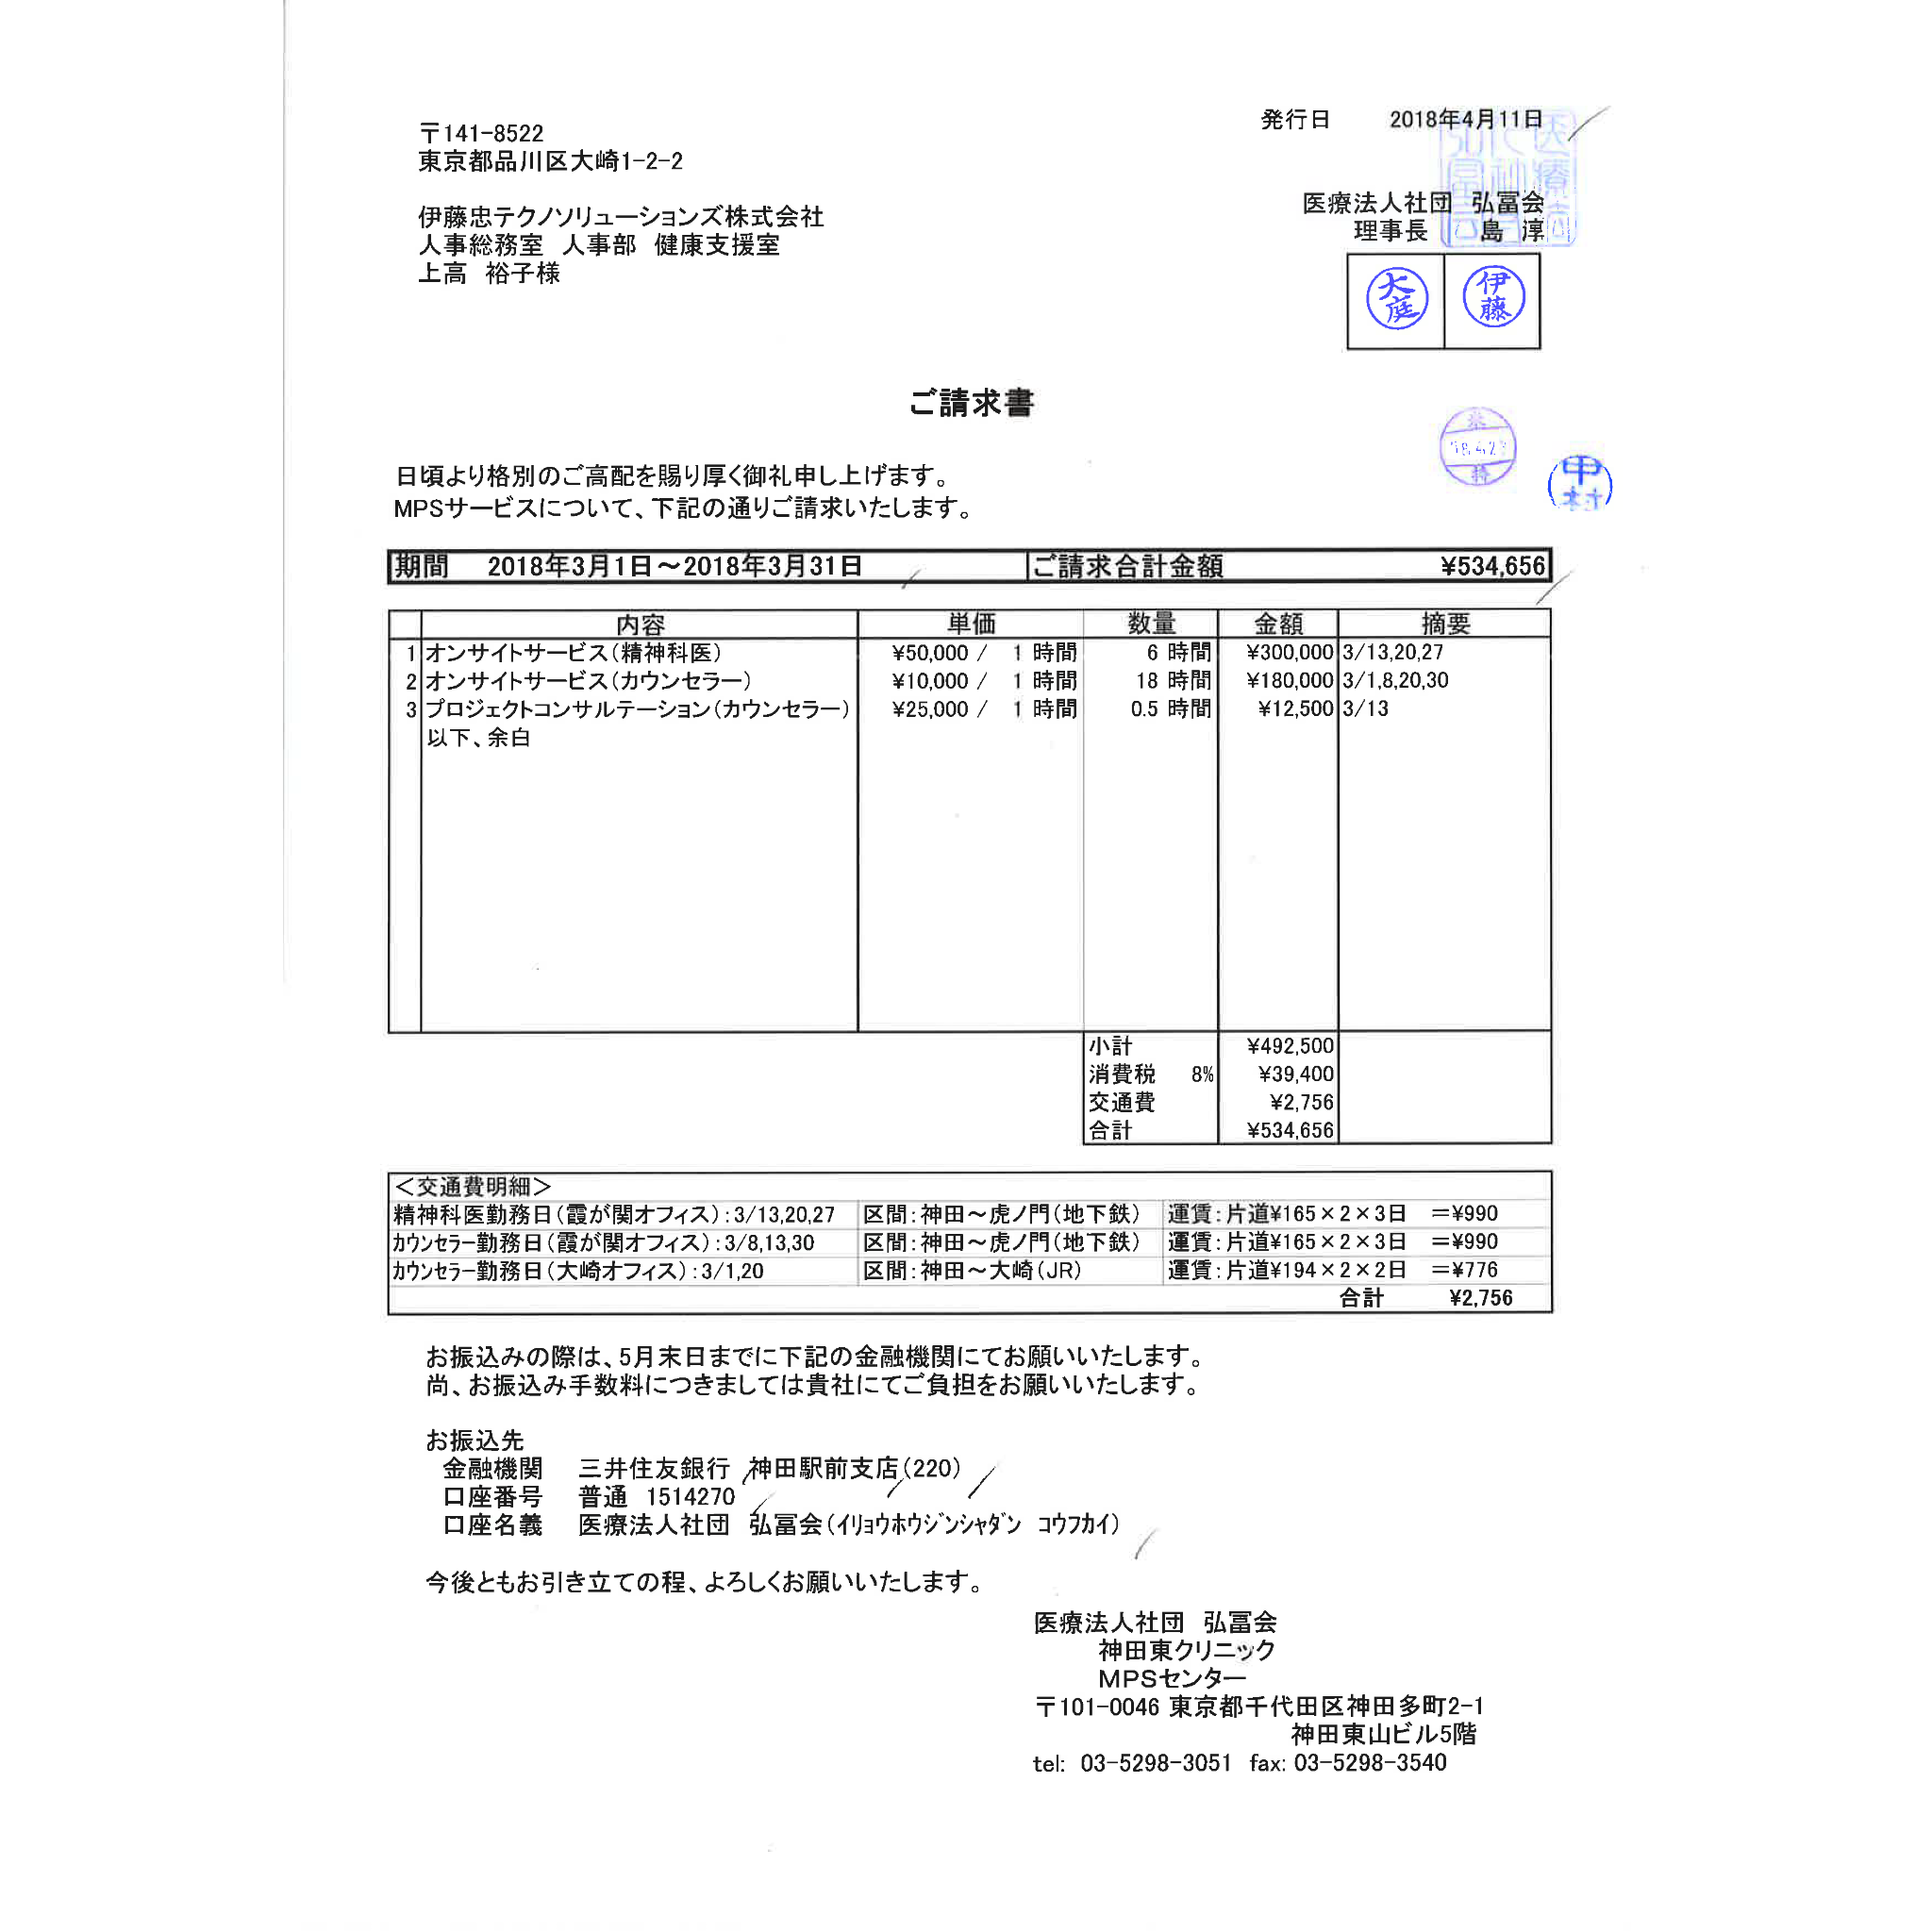 発行日 2018年4月11日
〒141-8522
東京都品川区大崎1-2-2
医療法人社団 弘冨会
理事長 島 淳
伊藤忠テクノソリューションズ株式会社
人事総務室 人事部 健康支援室
上高 裕子様
大庭 伊藤
ご請求書
中村
日頃より格別のご高配を賜り厚く御礼申し上げます。
MPSサービスについて、下記の通りご請求いたします。
期間 2018年3月1日～2018年3月31日 ご請求合計金額 ¥534,656
内容 単価 数量 金額 摘要
1 オンサイトサービス(精神科医) ¥50,000 / 1 時間 6 時間 ¥300,000 3/13,20,27
2 オンサイトサービス(カウンセラー) ¥10,000 / 1 時間 18 時間 ¥180,000 3/1,8,20,30
3 プロジェクトコンサルテーション(カウンセラー) ¥25,000 / 1 時間 0.5 時間 ¥12,500 3/13
以下、余白
小計 ¥492,500
消費税 8% ¥39,400
交通費 ¥2,756
合計 ¥534,656
＜交通費明細＞
精神科医勤務日(霞が関オフィス):3/13,20,27 区間:神田～虎ノ門(地下鉄) 運賃:片道¥165×2×3日 =¥990
ｶｳﾝｾﾗｰ勤務日(霞が関オフィス):3/8,13,30 区間:神田～虎ノ門(地下鉄) 運賃:片道¥165×2×3日 =¥990
ｶｳﾝｾﾗｰ勤務日(大崎オフィス):3/1,20 区間:神田～大崎(JR) 運賃:片道¥194×2×2日 =¥776
合計 ¥2,756
お振込みの際は、5月末日までに下記の金融機関にてお願いいたします。
尚、お振込み手数料につきましては貴社にてご負担をお願いいたします。
お振込先
金融機関 三井住友銀行 神田駅前支店(220)
口座番号 普通 1514270
口座名義 医療法人社団 弘冨会(ｲﾘｮｳﾎｳｼﾞﾝｼｬﾀﾞﾝ ｺｳﾌｶｲ)
今後ともお引き立ての程、よろしくお願いいたします。
医療法人社団 弘冨会
神田東クリニック
MPSセンター
〒101-0046 東京都千代田区神田多町2-1
神田東山ビル5階
tel: 03-5298-3051 fax: 03-5298-3540